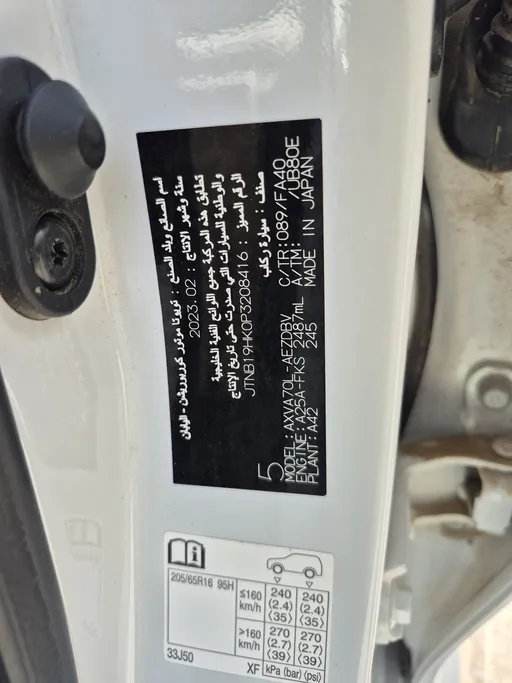 اسم الصانع وبلد الصنع : تويوتا موتور كوربوريشن - اليابان
سنة وشهر الإنتاج : 2023.02
تطابق هذه المركبة جميع اللوائح الفنية الخليجية
والوطنية للسيارات التي صدرت حتى تاريخ الإنتاج
الرقم المميز : JTNB19HK0P3208416
صنف : سيارة ركاب
5
MODEL: AXVA70L-AEZDBV C/TR: 089/FA40
ENGINE: A25A-FKS 2487mL A/TM: /UB80E
PLANT: A42 245 MADE IN JAPAN
205/65R16 95H
≤160 km/h 240 (2.4) ⟨35⟩ 240 (2.4) ⟨35⟩
>160 km/h 270 (2.7) ⟨39⟩ 270 (2.7) ⟨39⟩
33J50 XF kPa (bar) ⟨psi⟩